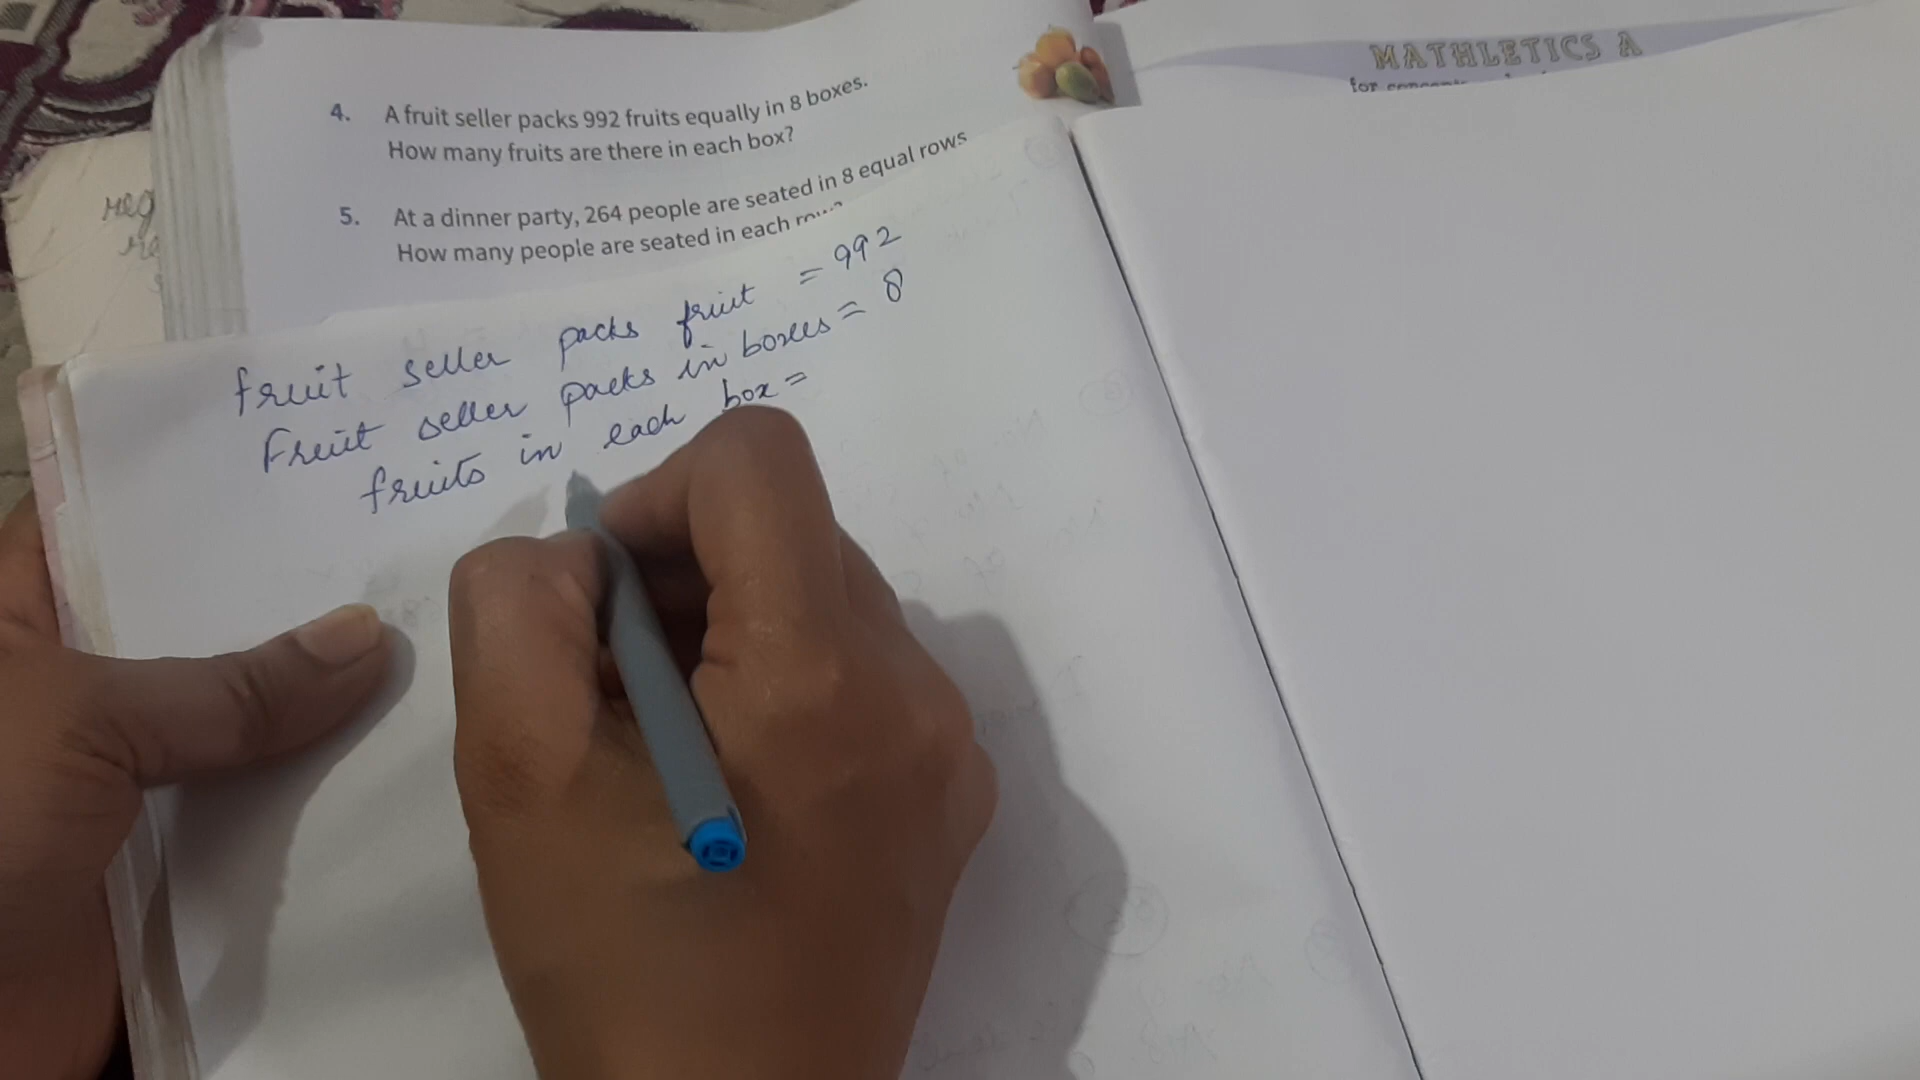 MATHLETICS A
for
4. A fruit seller packs 992 fruits equally in 8 boxes.
How many fruits are there in each box?
5. At a dinner party, 264 people are seated in 8 equal rows
How many people are seated in each row?
fruit seller packs fruit = 992
Fruit seller packs in boxes = 8
fruits in each box =